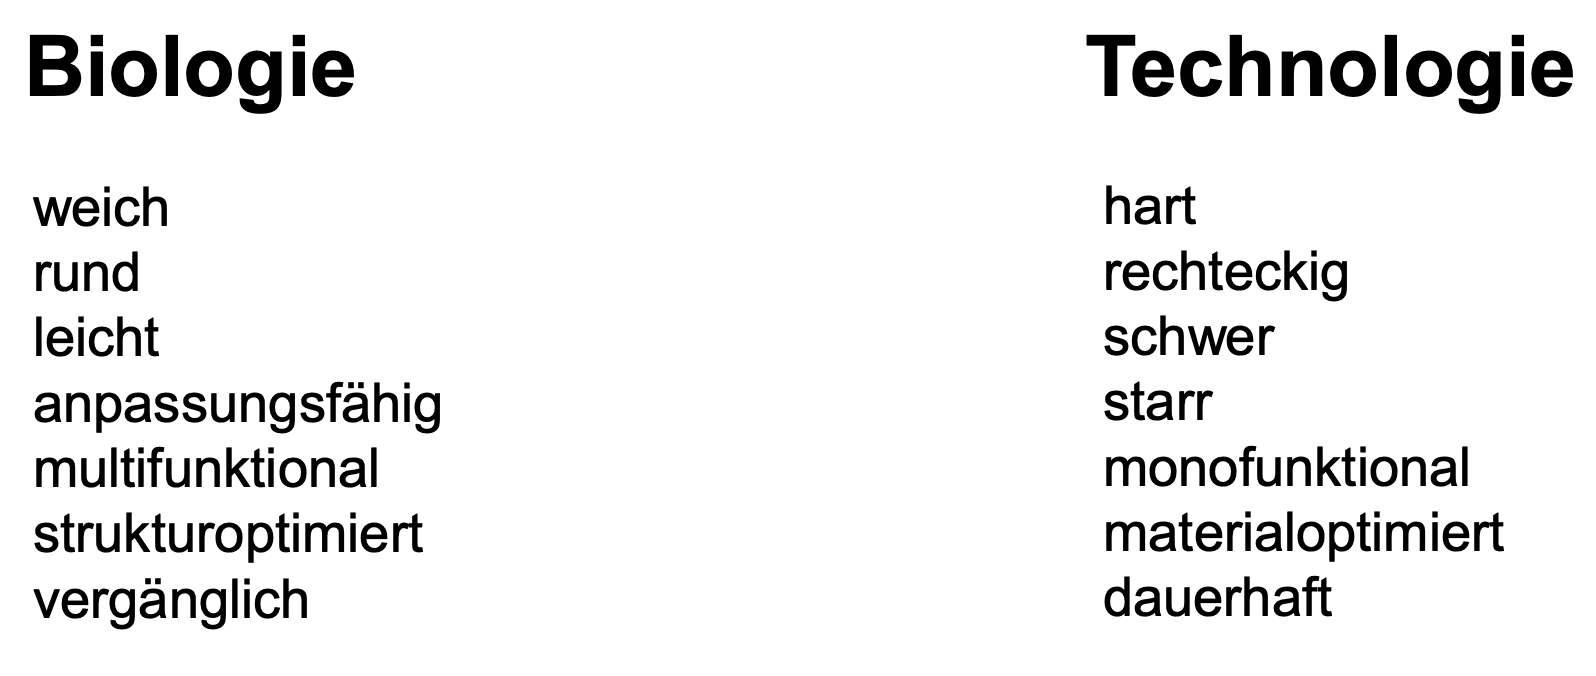 Biologie
weich
rund
leicht
anpassungsfähig
multifunktional
strukturoptimiert
vergänglich
Technologie
hart
rechteckig
schwer
starr
monofunktional
materialoptimiert
dauerhaft